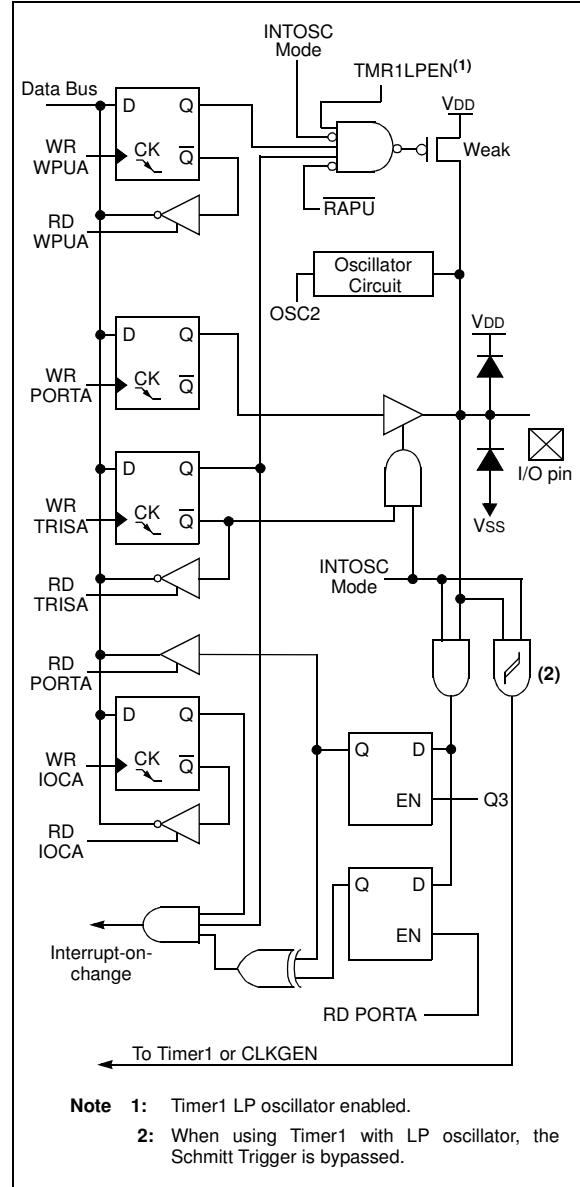 INTOSC
Mode
TMR1LPEN(1)
Data Bus
D Q
VDD
WR
WPUA
CK Q
Weak
RAPU
RD
WPUA
Oscillator
Circuit
OSC2
D Q
VDD
WR
PORTA
CK Q
I/O pin
D Q
WR
TRISA
CK Q
VSS
INTOSC
Mode
RD
TRISA
RD
PORTA
(2)
D Q
Q D
WR
IOCA
CK Q
EN
Q3
RD
IOCA
Q D
EN
Interrupt-on-
change
RD PORTA
To Timer1 or CLKGEN
Note 1: Timer1 LP oscillator enabled.
2: When using Timer1 with LP oscillator, the
Schmitt Trigger is bypassed.